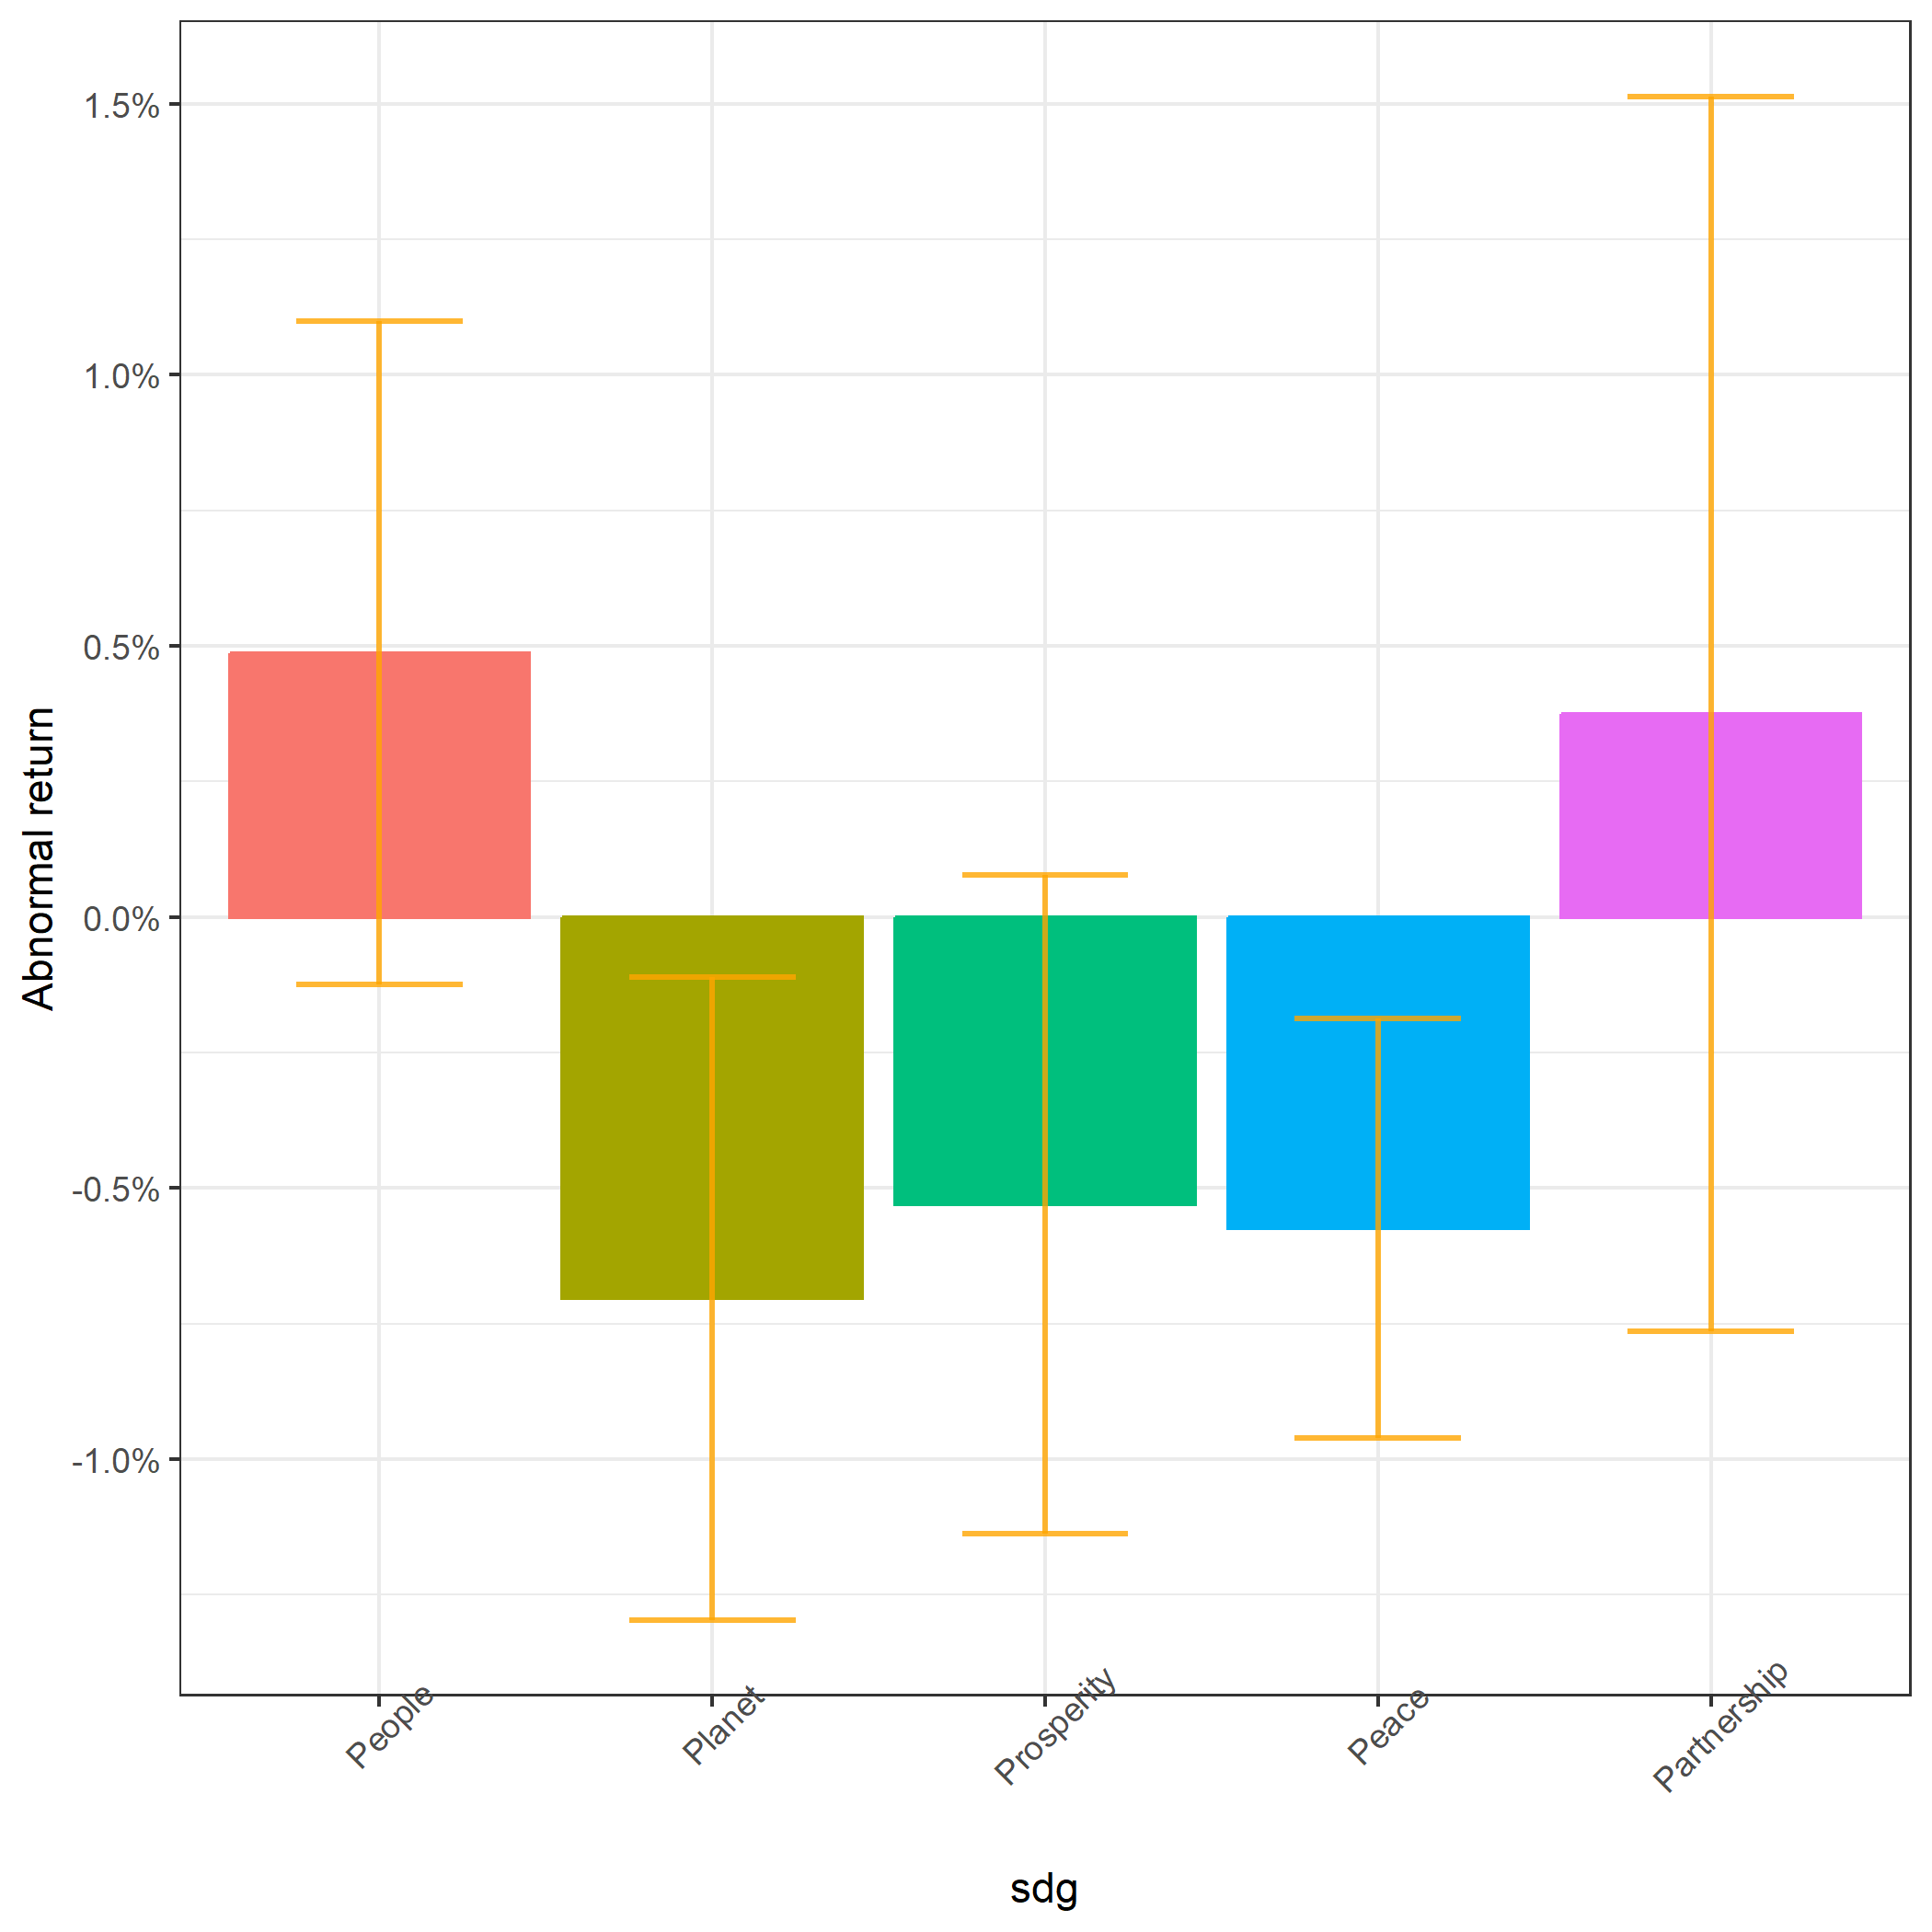 Abnormal return
1.5%
1.0%
0.5%
0.0%
-0.5%
-1.0%
People
Planet
Prosperity
Peace
Partnership
sdg